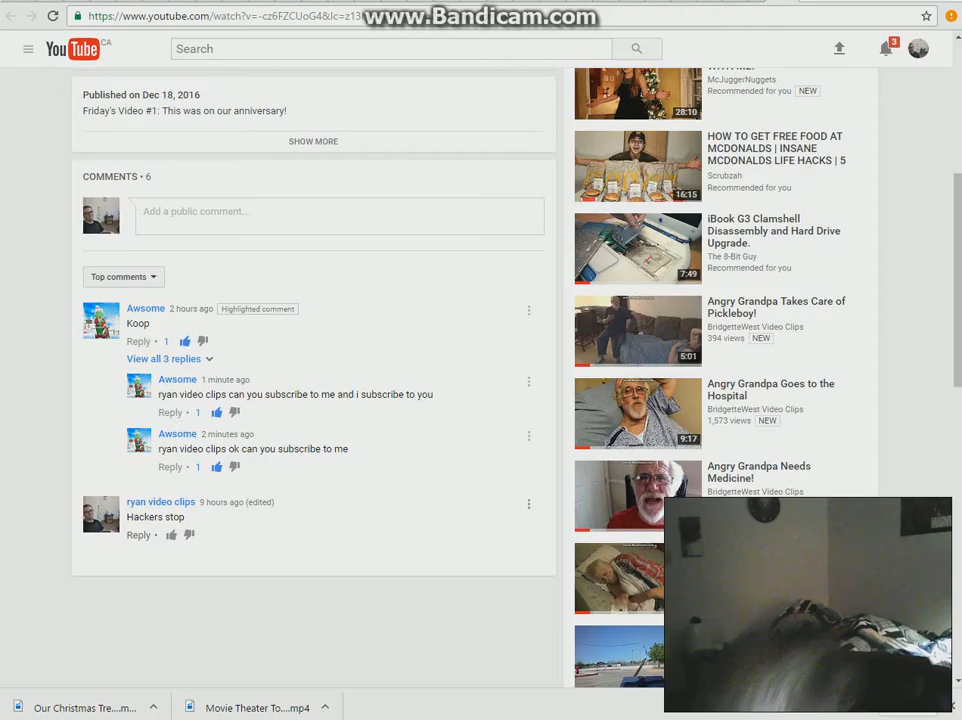 https://www.youtube.com/watch?v=-cz6FZCUoG4&lc=z13
www.Bandicam.com
YouTube CA
Search
3
Published on Dec 18, 2016
Friday's Video #1: This was on our anniversary!
SHOW MORE
COMMENTS • 6
Add a public comment...
Top comments
Awsome 2 hours ago Highlighted comment
Koop
Reply • 1
View all 3 replies
Awsome 1 minute ago
ryan video clips can you subscribe to me and i subscribe to you
Reply • 1
Awsome 2 minutes ago
ryan video clips ok can you subscribe to me
Reply • 1
ryan video clips 9 hours ago (edited)
Hackers stop
Reply •
McJuggerNuggets
Recommended for you NEW
28:10
HOW TO GET FREE FOOD AT
MCDONALDS | INSANE
MCDONALDS LIFE HACKS | 5
Scrubzah
Recommended for you
16:15
iBook G3 Clamshell
Disassembly and Hard Drive
Upgrade.
The 8-Bit Guy
Recommended for you
7:49
Angry Grandpa Takes Care of
Pickleboy!
BridgetteWest Video Clips
394 views NEW
5:01
Angry Grandpa Goes to the
Hospital
BridgetteWest Video Clips
1,573 views NEW
9:17
Angry Grandpa Needs
Medicine!
BridgetteWest Video Clips
Our Christmas Tre....m...
Movie Theater To....mp4